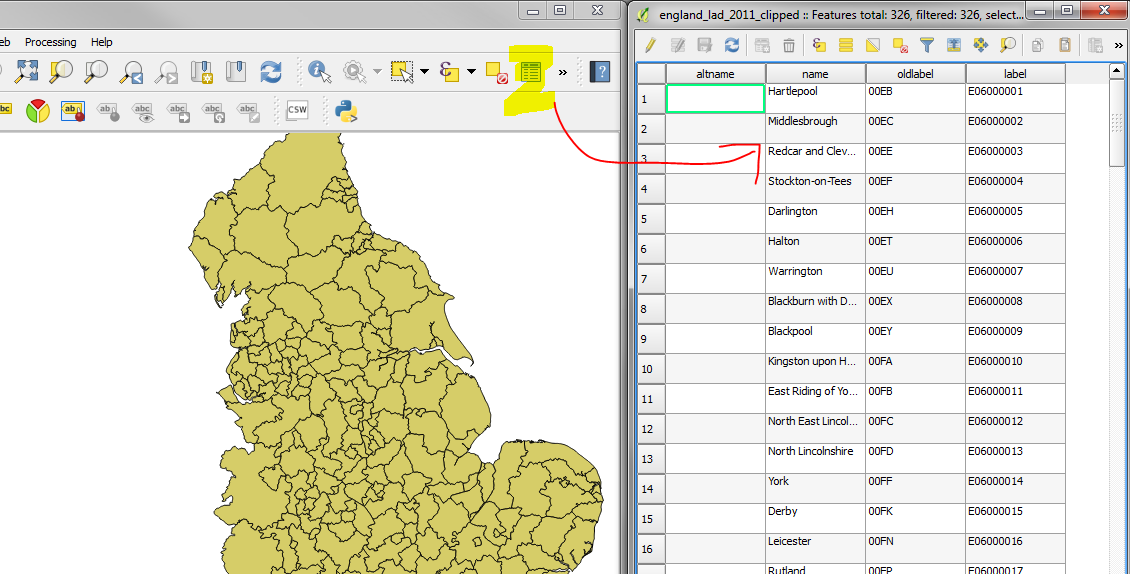 england_lad_2011_clipped :: Features total: 326, filtered: 326, select...
eb Processing Help
abc ab abc abc abc abc abc CSW
altname name oldlabel label
1 Hartlepool 00EB E06000001
2 Middlesbrough 00EC E06000002
3 Redcar and Clev... 00EE E06000003
4 Stockton-on-Tees 00EF E06000004
5 Darlington 00EH E06000005
6 Halton 00ET E06000006
7 Warrington 00EU E06000007
8 Blackburn with D... 00EX E06000008
9 Blackpool 00EY E06000009
10 Kingston upon H... 00FA E06000010
11 East Riding of Yo... 00FB E06000011
12 North East Lincol... 00FC E06000012
13 North Lincolnshire 00FD E06000013
14 York 00FF E06000014
15 Derby 00FK E06000015
16 Leicester 00FN E06000016
Rutland 00FP E06000017